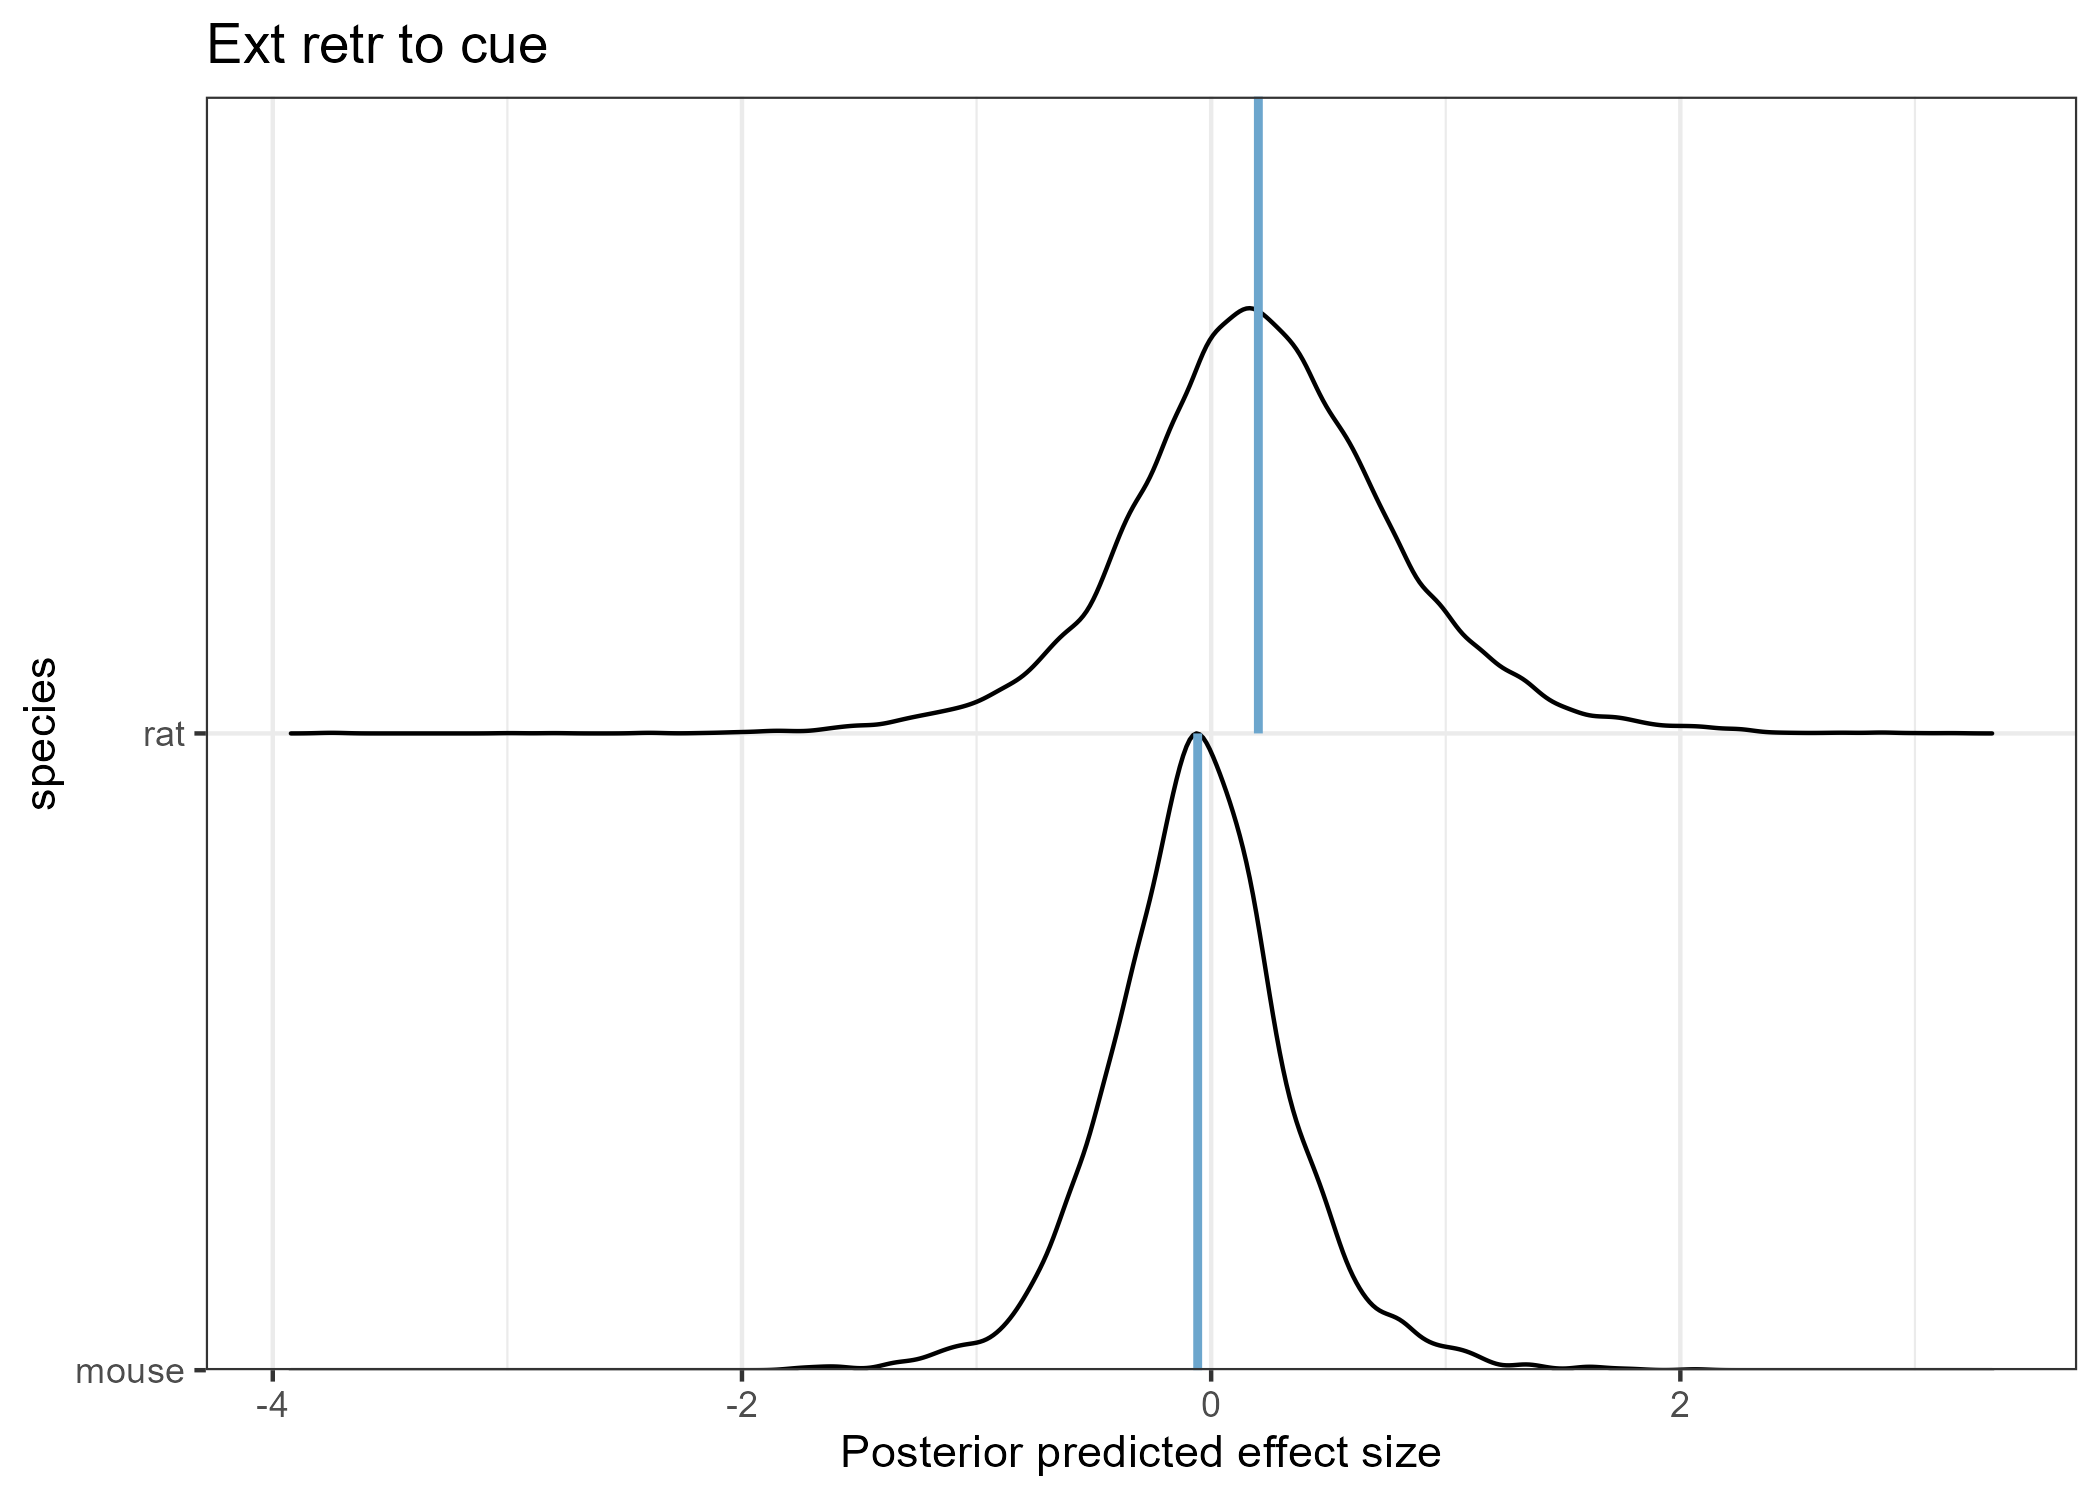 Ext retr to cue
species
rat
mouse
-4 -2 0 2
Posterior predicted effect size